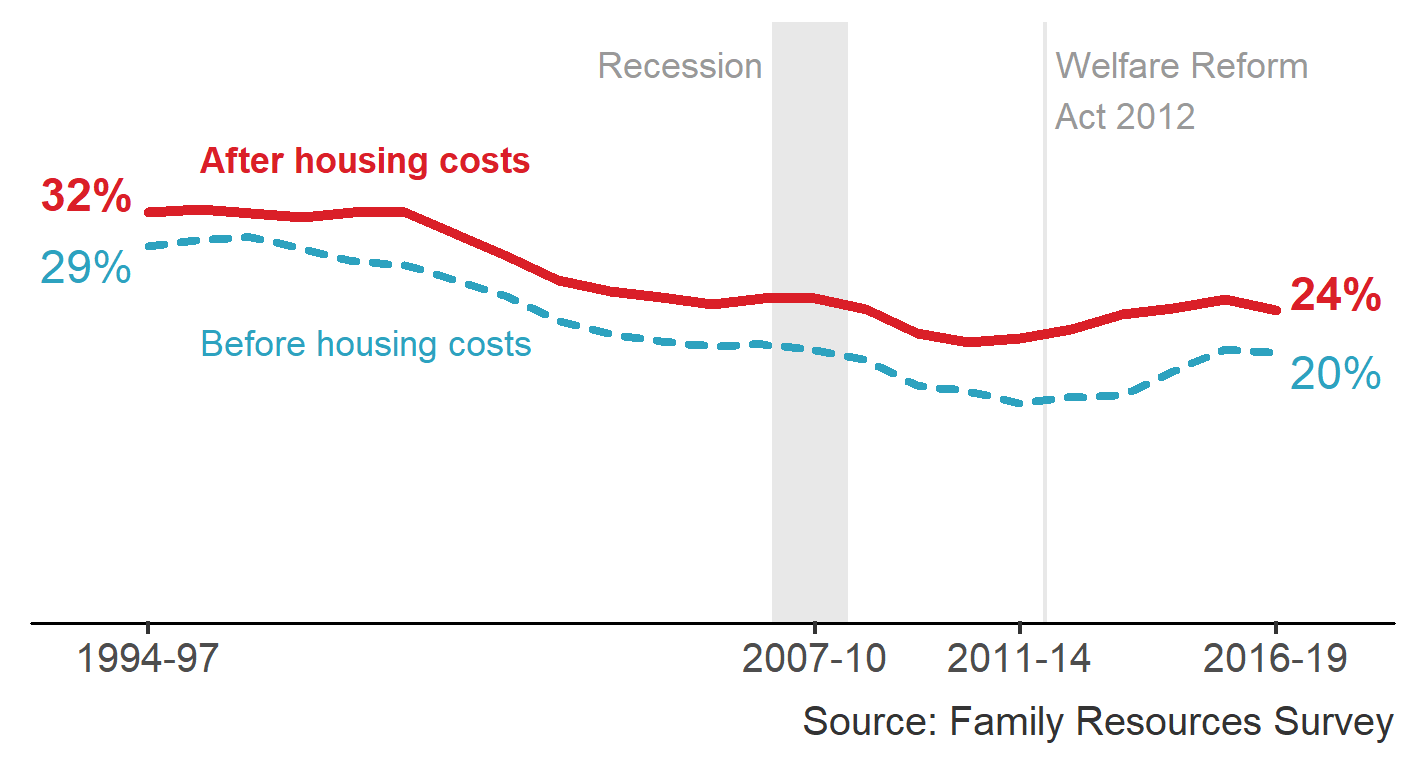 Recession
Welfare Reform
Act 2012
After housing costs
32%
29%
Before housing costs
24%
20%
1994-97
2007-10
2011-14
2016-19
Source: Family Resources Survey